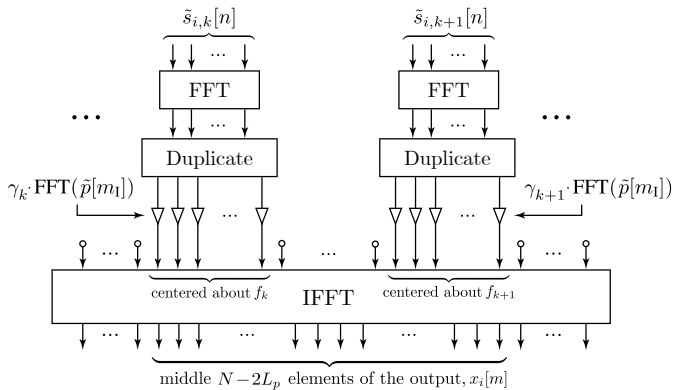 s̃_{i,k}[n] s̃_{i,k+1}[n]
... ...
FFT FFT
... ...
... ...
Duplicate Duplicate
γ_k·FFT(p̃[m_I]) ... ... γ_{k+1}·FFT(p̃[m_I])
... ... ...
centered about f_k centered about f_{k+1}
IFFT
... ... ... ...
middle N−2L_p elements of the output, x_i[m]